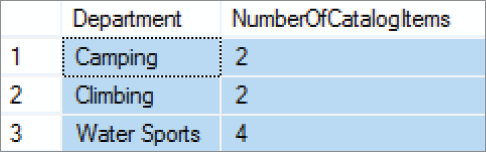 Department NumberOfCatalogItems
1 Camping 2
2 Climbing 2
3 Water Sports 4